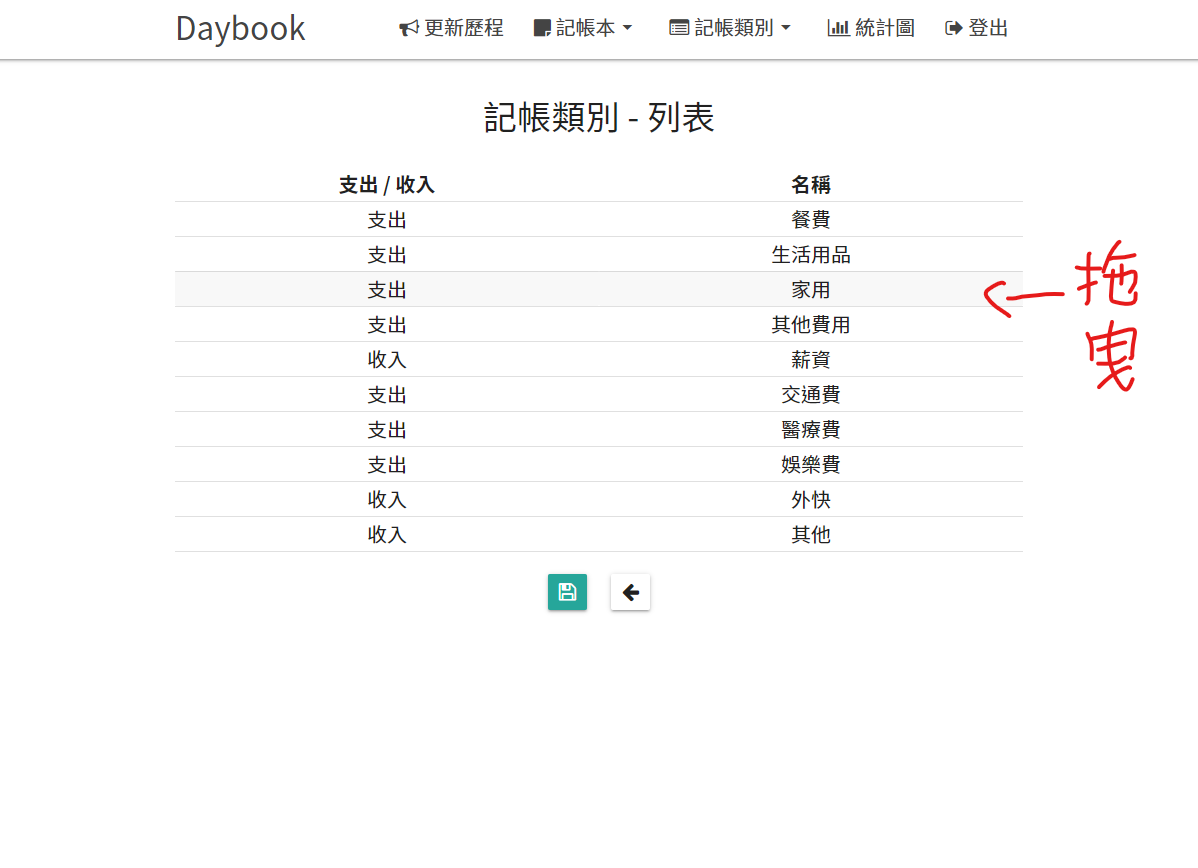 Daybook 更新歷程 記帳本 記帳類別 統計圖 登出
記帳類別 - 列表
支出 / 收入 名稱
支出 餐費
支出 生活用品
支出 家用
支出 其他費用
收入 薪資
支出 交通費
支出 醫療費
支出 娛樂費
收入 外快
收入 其他
拖曳